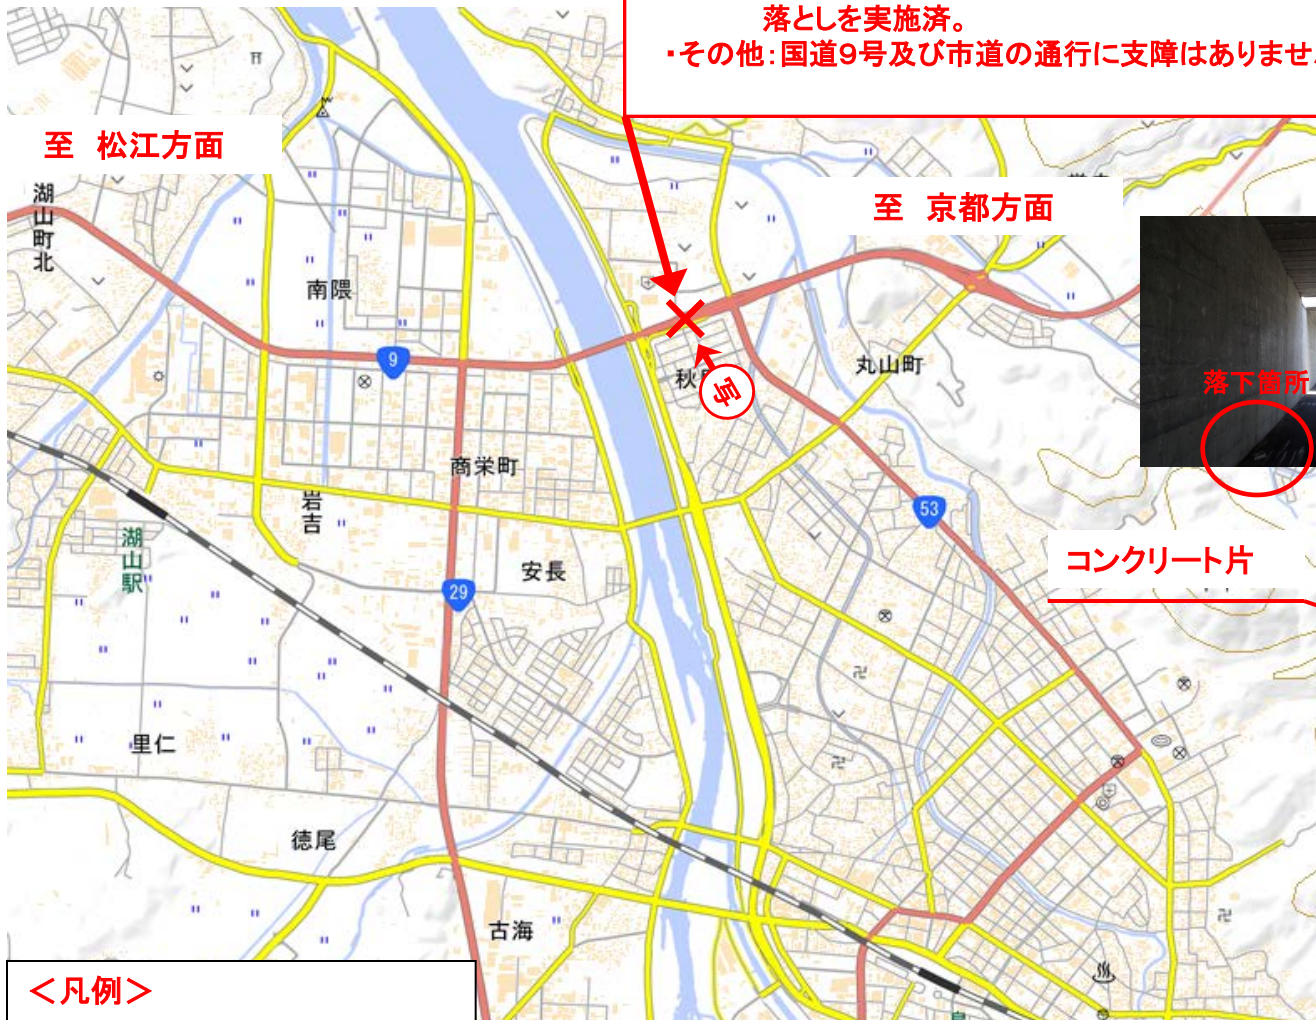 落としを実施済。
・その他：国道9号及び市道の通行に支障はありませ
至 松江方面
至 京都方面
湖山町北
南隈
9
秋
写
丸山町
落下箇所
商栄町
岩吉
53
湖山駅
安長
コンクリート片
29
里仁
徳尾
古海
＜凡例＞